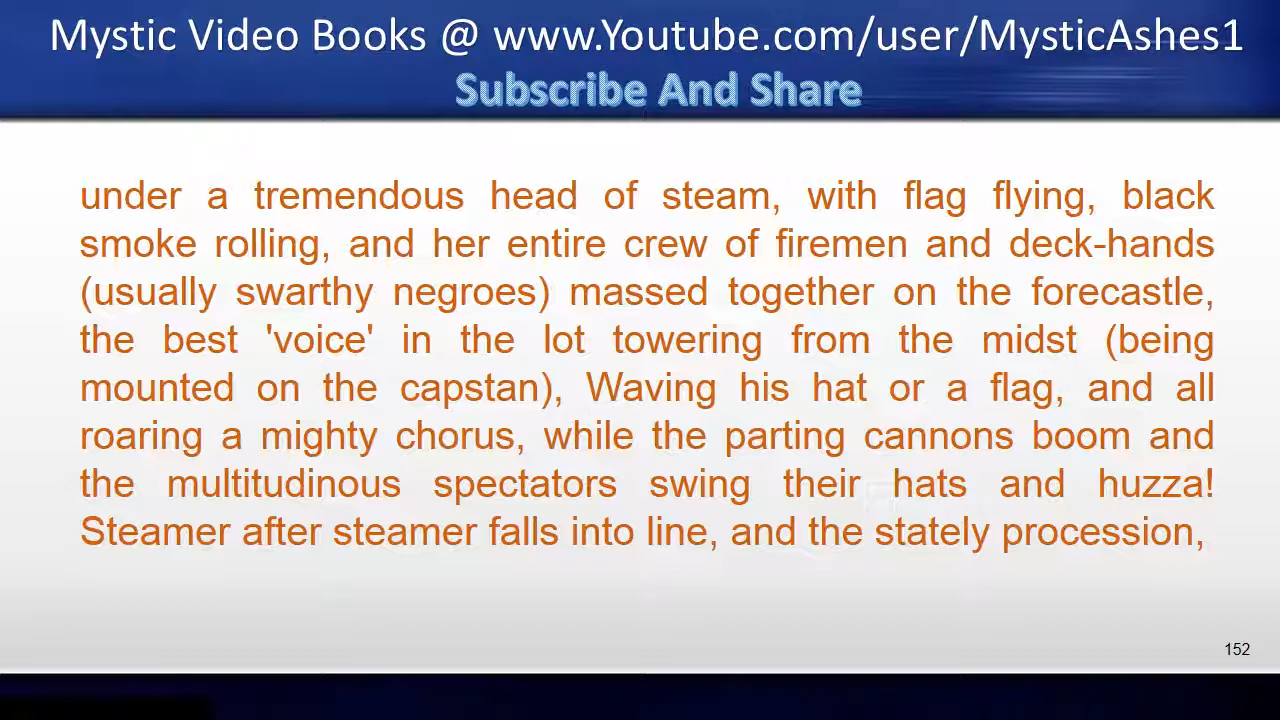 Mystic Video Books @ www.Youtube.com/user/MysticAshes1
Subscribe And Share
under a tremendous head of steam, with flag flying, black
smoke rolling, and her entire crew of firemen and deck-hands
(usually swarthy negroes) massed together on the forecastle,
the best 'voice' in the lot towering from the midst (being
mounted on the capstan), Waving his hat or a flag, and all
roaring a mighty chorus, while the parting cannons boom and
the multitudinous spectators swing their hats and huzza!
Steamer after steamer falls into line, and the stately procession,
152